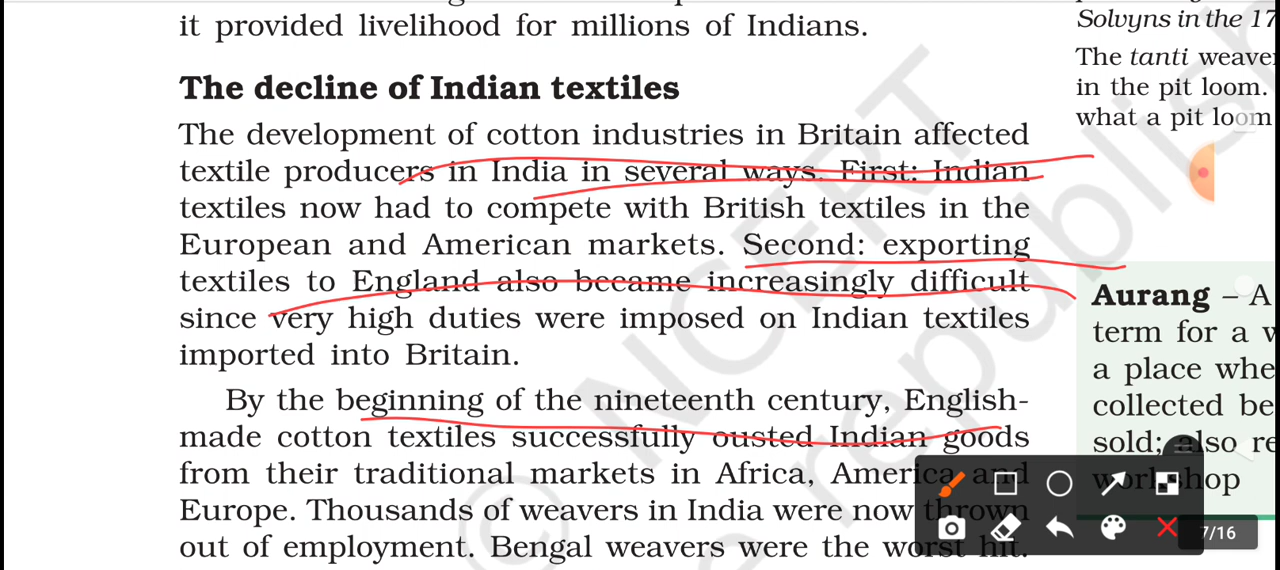 it provided livelihood for millions of Indians.
The decline of Indian textiles
The development of cotton industries in Britain affected
textile producers in India in several ways. First: Indian
textiles now had to compete with British textiles in the
European and American markets. Second: exporting
textiles to England also became increasingly difficult
since very high duties were imposed on Indian textiles
imported into Britain.
By the beginning of the nineteenth century, English-
made cotton textiles successfully ousted Indian goods
from their traditional markets in Africa, America and
Europe. Thousands of weavers in India were now thrown
out of employment. Bengal weavers were the worst hit.
Solvyns in the 17
The tanti weave
in the pit loom.
what a pit loom
Aurang – A
term for a
a place whe
collected be
sold; also re
workshop
7/16
© NCERT
republish